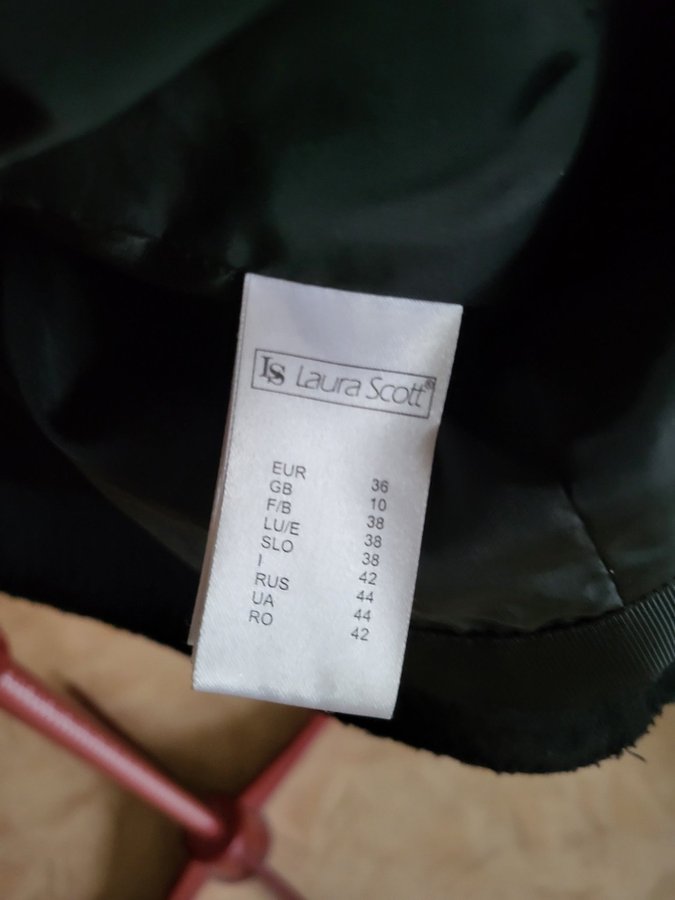 LS Laura Scott®
EUR 36
GB 10
F/B 38
LU/E 38
SLO 38
I 42
RUS 44
UA 44
RO 42